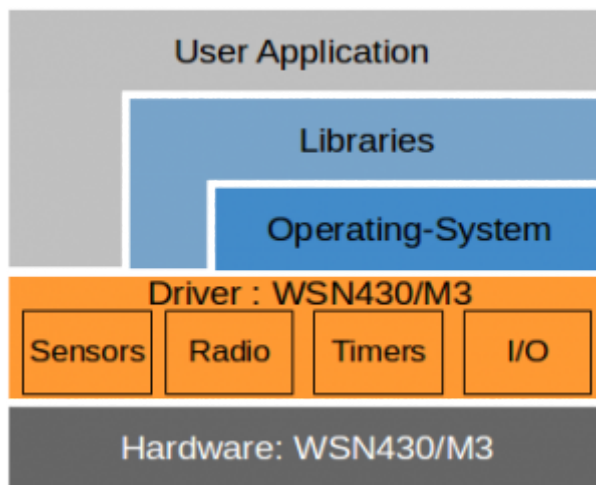 User Application
Libraries
Operating-System
Driver : WSN430/M3
Sensors
Radio
Timers
I/O
Hardware: WSN430/M3